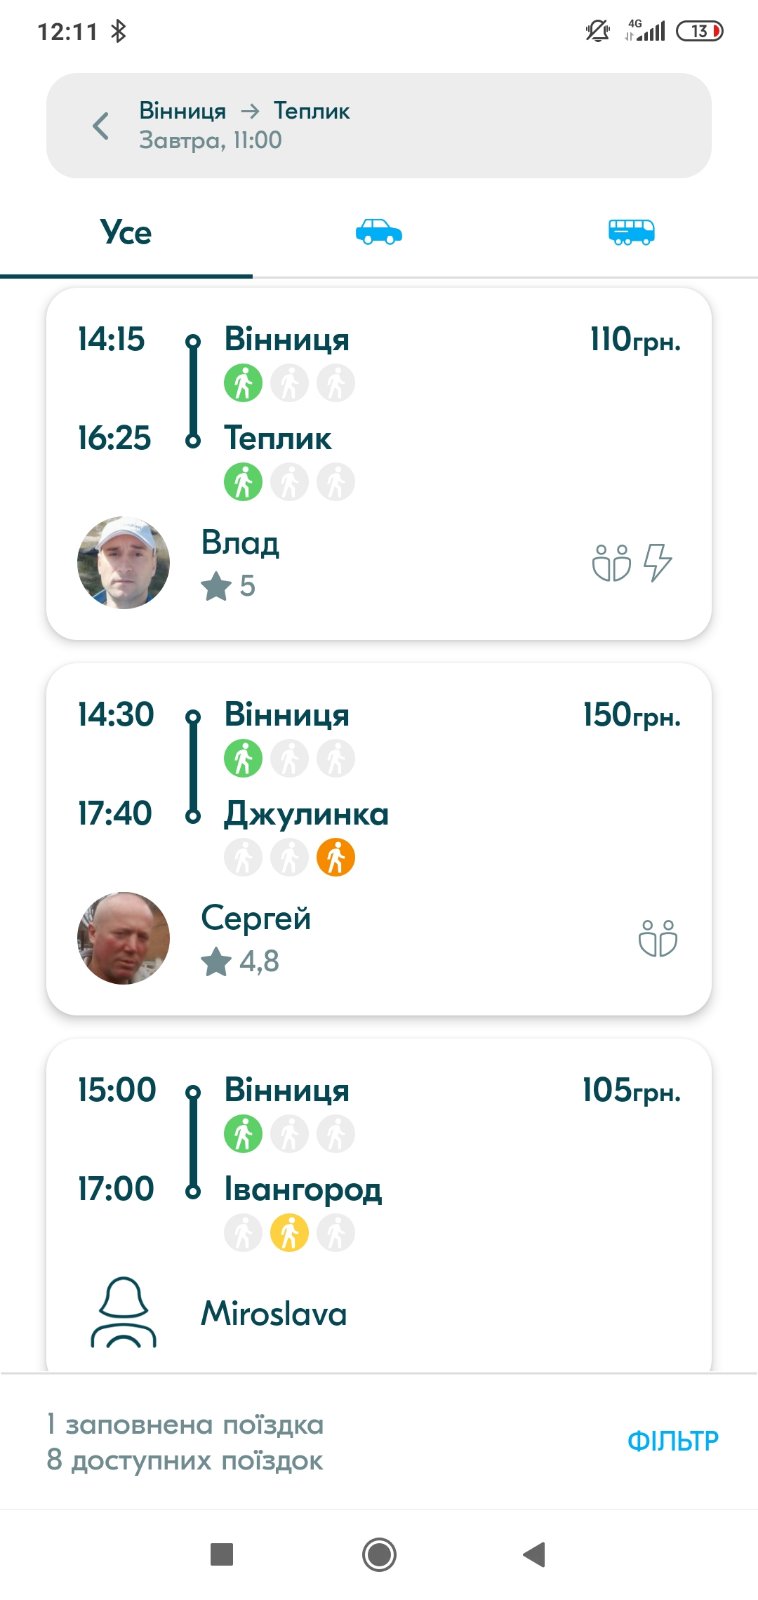 12:11
4G
13
Вінниця → Теплик
Завтра, 11:00
Усе
14:15 Вінниця 110грн.
16:25 Теплик
Влад
5
14:30 Вінниця 150грн.
17:40 Джулинка
Сергей
4,8
15:00 Вінниця 105грн.
17:00 Івангород
Miroslava
1 заповнена поїздка
8 доступних поїздок
ФІЛЬТР